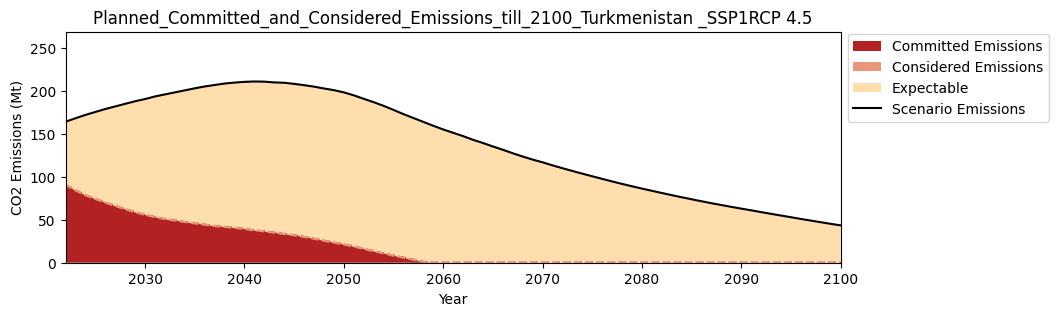 Planned_Committed_and_Considered_Emissions_till_2100_Turkmenistan _SSP1RCP 4.5
CO2 Emissions (Mt)
250
200
150
100
50
0
2030 2040 2050 2060 2070 2080 2090 2100
Year
Committed Emissions
Considered Emissions
Expectable
Scenario Emissions